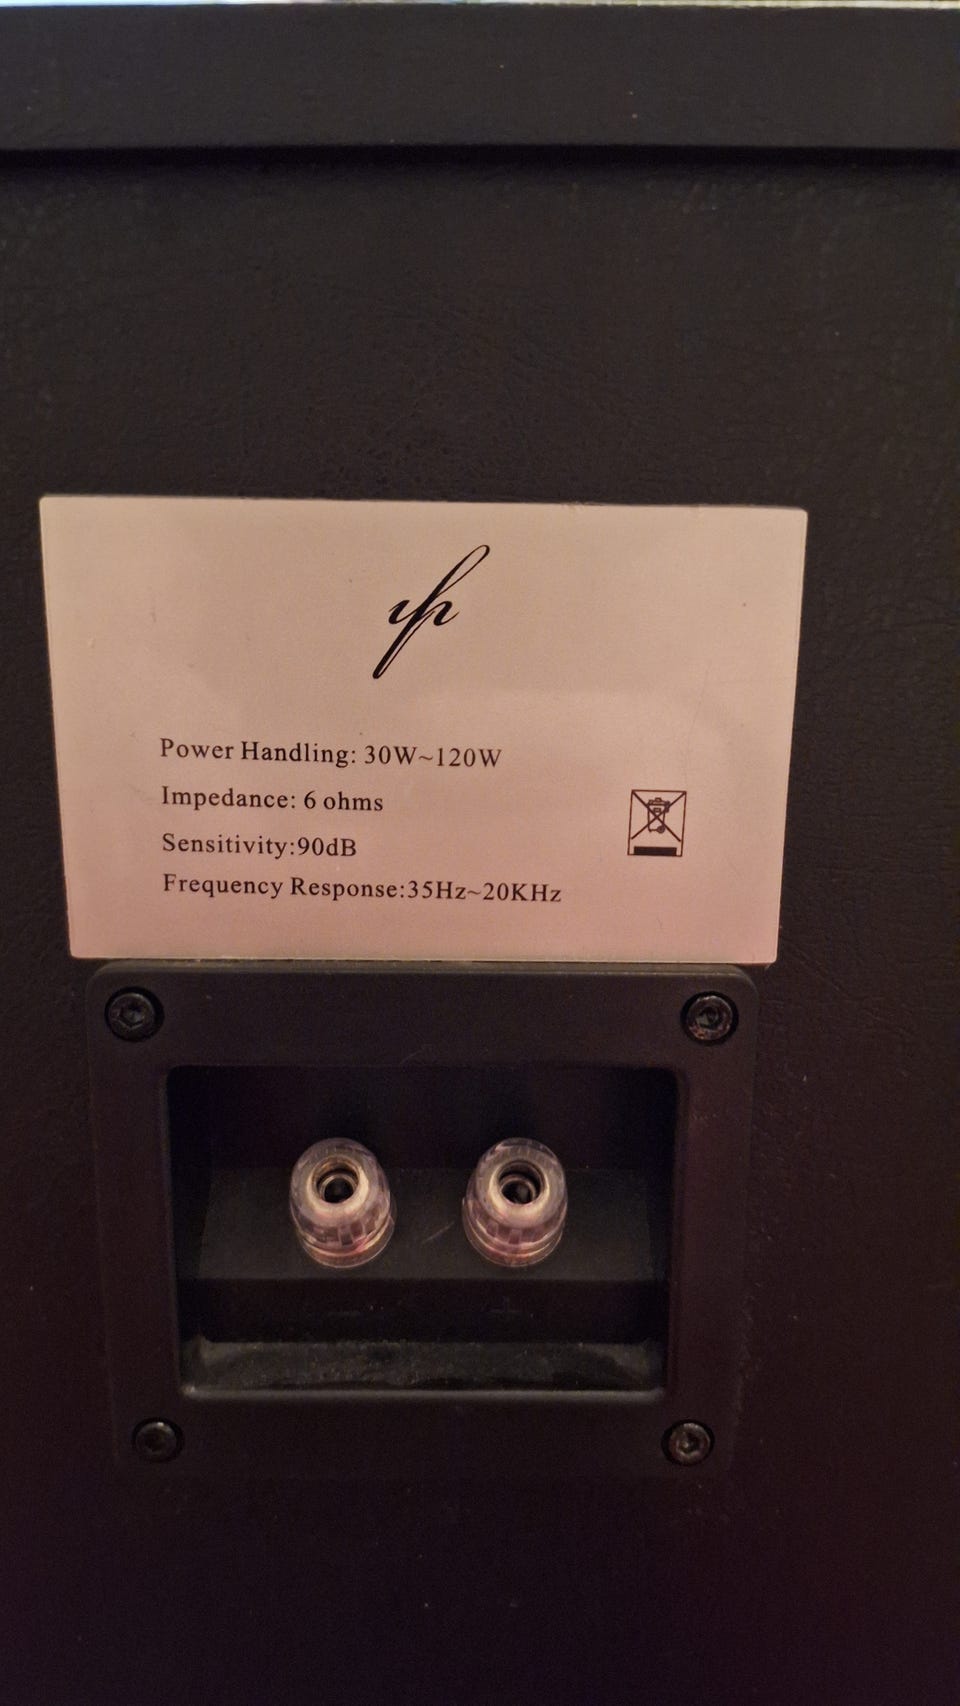 Power Handling: 30W~120W
Impedance: 6 ohms
Sensitivity:90dB
Frequency Response:35Hz~20KHz
- +